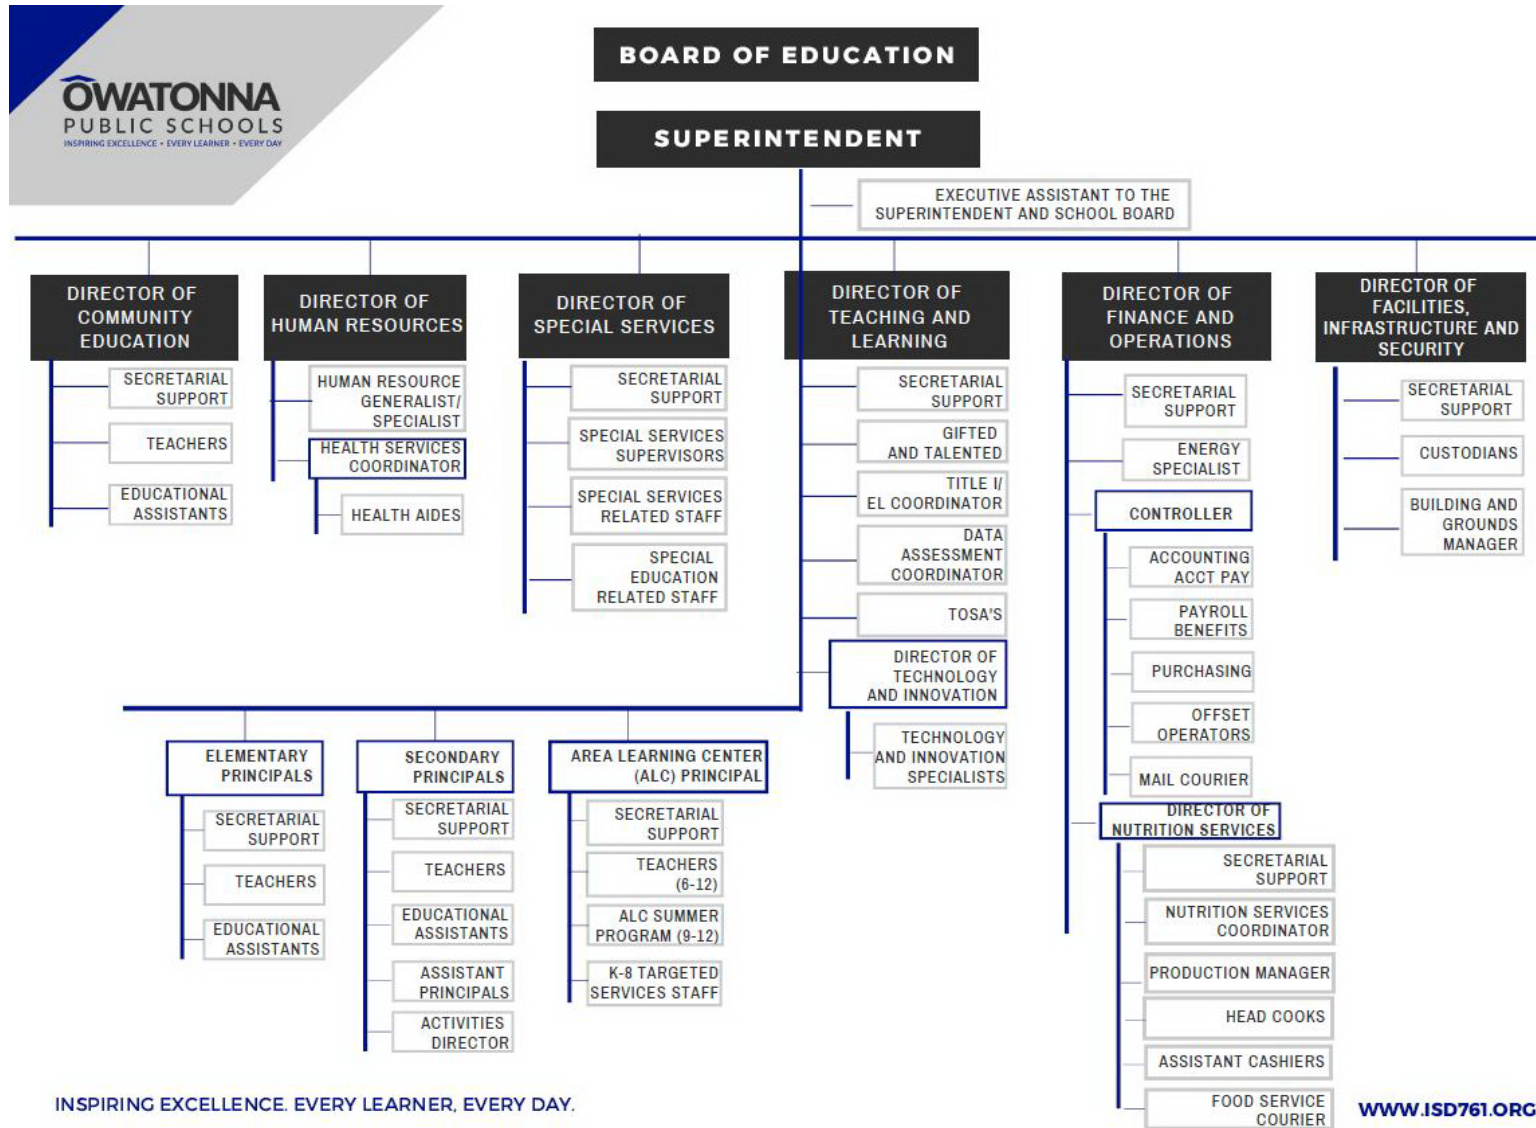 OWATONNA
PUBLIC SCHOOLS
INSPIRING EXCELLENCE • EVERY LEARNER • EVERY DAY
BOARD OF EDUCATION
SUPERINTENDENT
EXECUTIVE ASSISTANT TO THE
SUPERINTENDENT AND SCHOOL BOARD
DIRECTOR OF
COMMUNITY
EDUCATION
SECRETARIAL
SUPPORT
TEACHERS
EDUCATIONAL
ASSISTANTS
DIRECTOR OF
HUMAN RESOURCES
HUMAN RESOURCE
GENERALIST/
SPECIALIST
HEALTH SERVICES
COORDINATOR
HEALTH AIDES
DIRECTOR OF
SPECIAL SERVICES
SECRETARIAL
SUPPORT
SPECIAL SERVICES
SUPERVISORS
SPECIAL SERVICES
RELATED STAFF
SPECIAL
EDUCATION
RELATED STAFF
DIRECTOR OF
TEACHING AND
LEARNING
SECRETARIAL
SUPPORT
GIFTED
AND TALENTED
TITLE I/
EL COORDINATOR
DATA
ASSESSMENT
COORDINATOR
TOSA'S
DIRECTOR OF
TECHNOLOGY
AND INNOVATION
TECHNOLOGY
AND INNOVATION
SPECIALISTS
DIRECTOR OF
FINANCE AND
OPERATIONS
SECRETARIAL
SUPPORT
ENERGY
SPECIALIST
CONTROLLER
ACCOUNTING
ACCT PAY
PAYROLL
BENEFITS
PURCHASING
OFFSET
OPERATORS
MAIL COURIER
DIRECTOR OF
NUTRITION SERVICES
SECRETARIAL
SUPPORT
NUTRITION SERVICES
COORDINATOR
PRODUCTION MANAGER
HEAD COOKS
ASSISTANT CASHIERS
FOOD SERVICE
COURIER
DIRECTOR OF
FACILITIES,
INFRASTRUCTURE AND
SECURITY
SECRETARIAL
SUPPORT
CUSTODIANS
BUILDING AND
GROUNDS
MANAGER
ELEMENTARY
PRINCIPALS
SECRETARIAL
SUPPORT
TEACHERS
EDUCATIONAL
ASSISTANTS
SECONDARY
PRINCIPALS
SECRETARIAL
SUPPORT
TEACHERS
EDUCATIONAL
ASSISTANTS
ASSISTANT
PRINCIPALS
ACTIVITIES
DIRECTOR
AREA LEARNING CENTER
(ALC) PRINCIPAL
SECRETARIAL
SUPPORT
TEACHERS
(6-12)
ALC SUMMER
PROGRAM (9-12)
K-8 TARGETED
SERVICES STAFF
INSPIRING EXCELLENCE. EVERY LEARNER, EVERY DAY.
WWW.ISD761.ORG